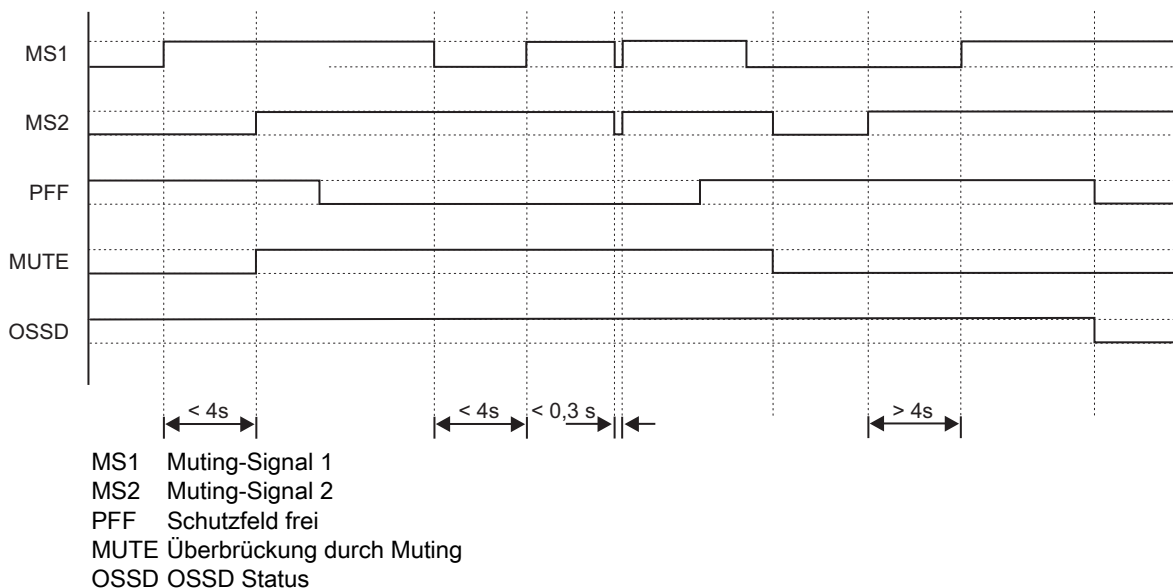 MS1
MS2
PFF
MUTE
OSSD
< 4s < 4s < 0,3 s > 4s
MS1 Muting-Signal 1
MS2 Muting-Signal 2
PFF Schutzfeld frei
MUTE Überbrückung durch Muting
OSSD OSSD Status